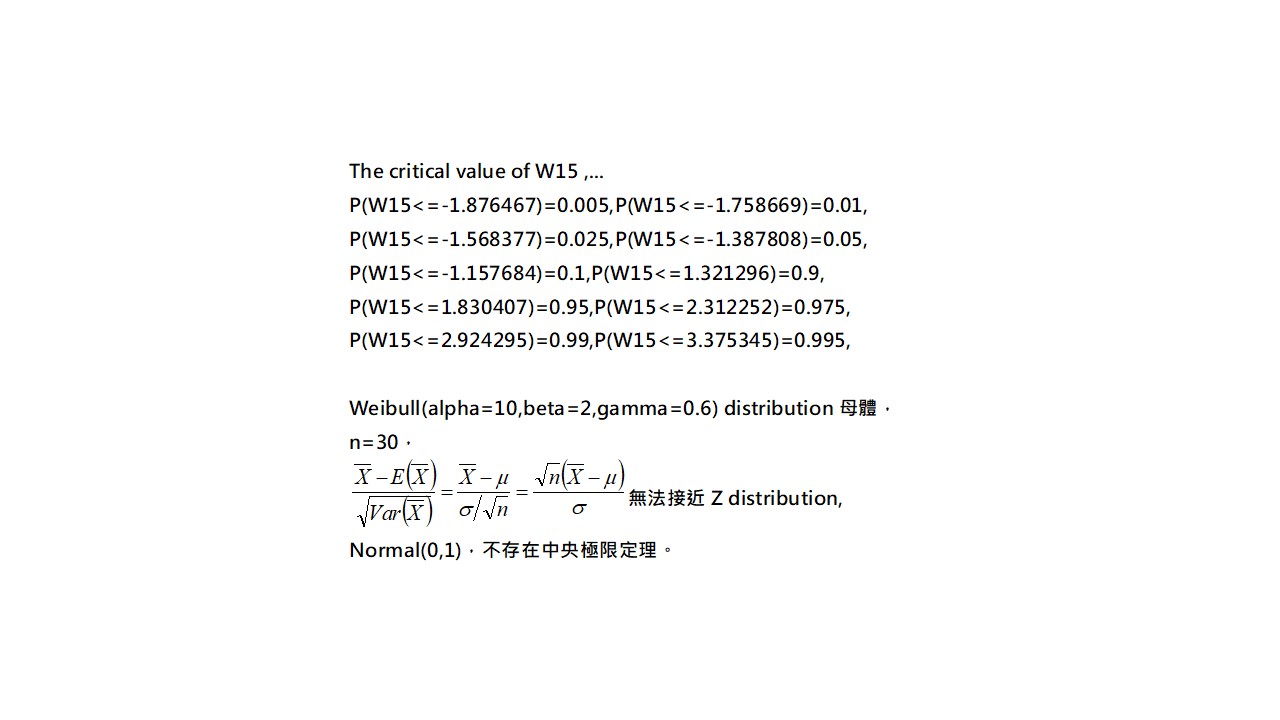 The critical value of W15 ,...
P(W15<=-1.876467)=0.005,P(W15<=-1.758669)=0.01,
P(W15<=-1.568377)=0.025,P(W15<=-1.387808)=0.05,
P(W15<=-1.157684)=0.1,P(W15<=1.321296)=0.9,
P(W15<=1.830407)=0.95,P(W15<=2.312252)=0.975,
P(W15<=2.924295)=0.99,P(W15<=3.375345)=0.995,
Weibull(alpha=10,beta=2,gamma=0.6) distribution 母體，
n=30，
\frac{\overline{X}-E(\overline{X})}{\sqrt{Var(\overline{X})}}=\frac{\overline{X}-μ}{σ/\sqrt{n}}=\frac{\sqrt{n}(\overline{X}-μ)}{σ} 無法接近 Z distribution,
Normal(0,1)，不存在中央極限定理。